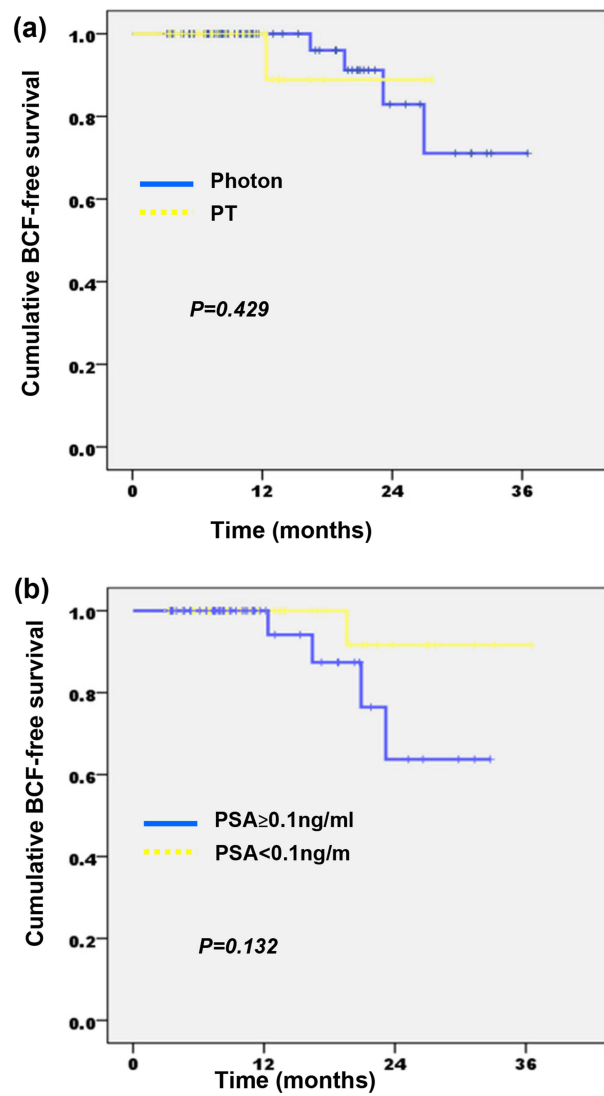 (a)
Cumulative BCF-free survival
1.0
0.8
0.6
0.4
0.2
0.0
Photon
PT
P=0.429
0 12 24 36
Time (months)
(b)
Cumulative BCF-free survival
1.0
0.8
0.6
0.4
0.2
0.0
PSA≥0.1ng/ml
PSA<0.1ng/m
P=0.132
0 12 24 36
Time (months)